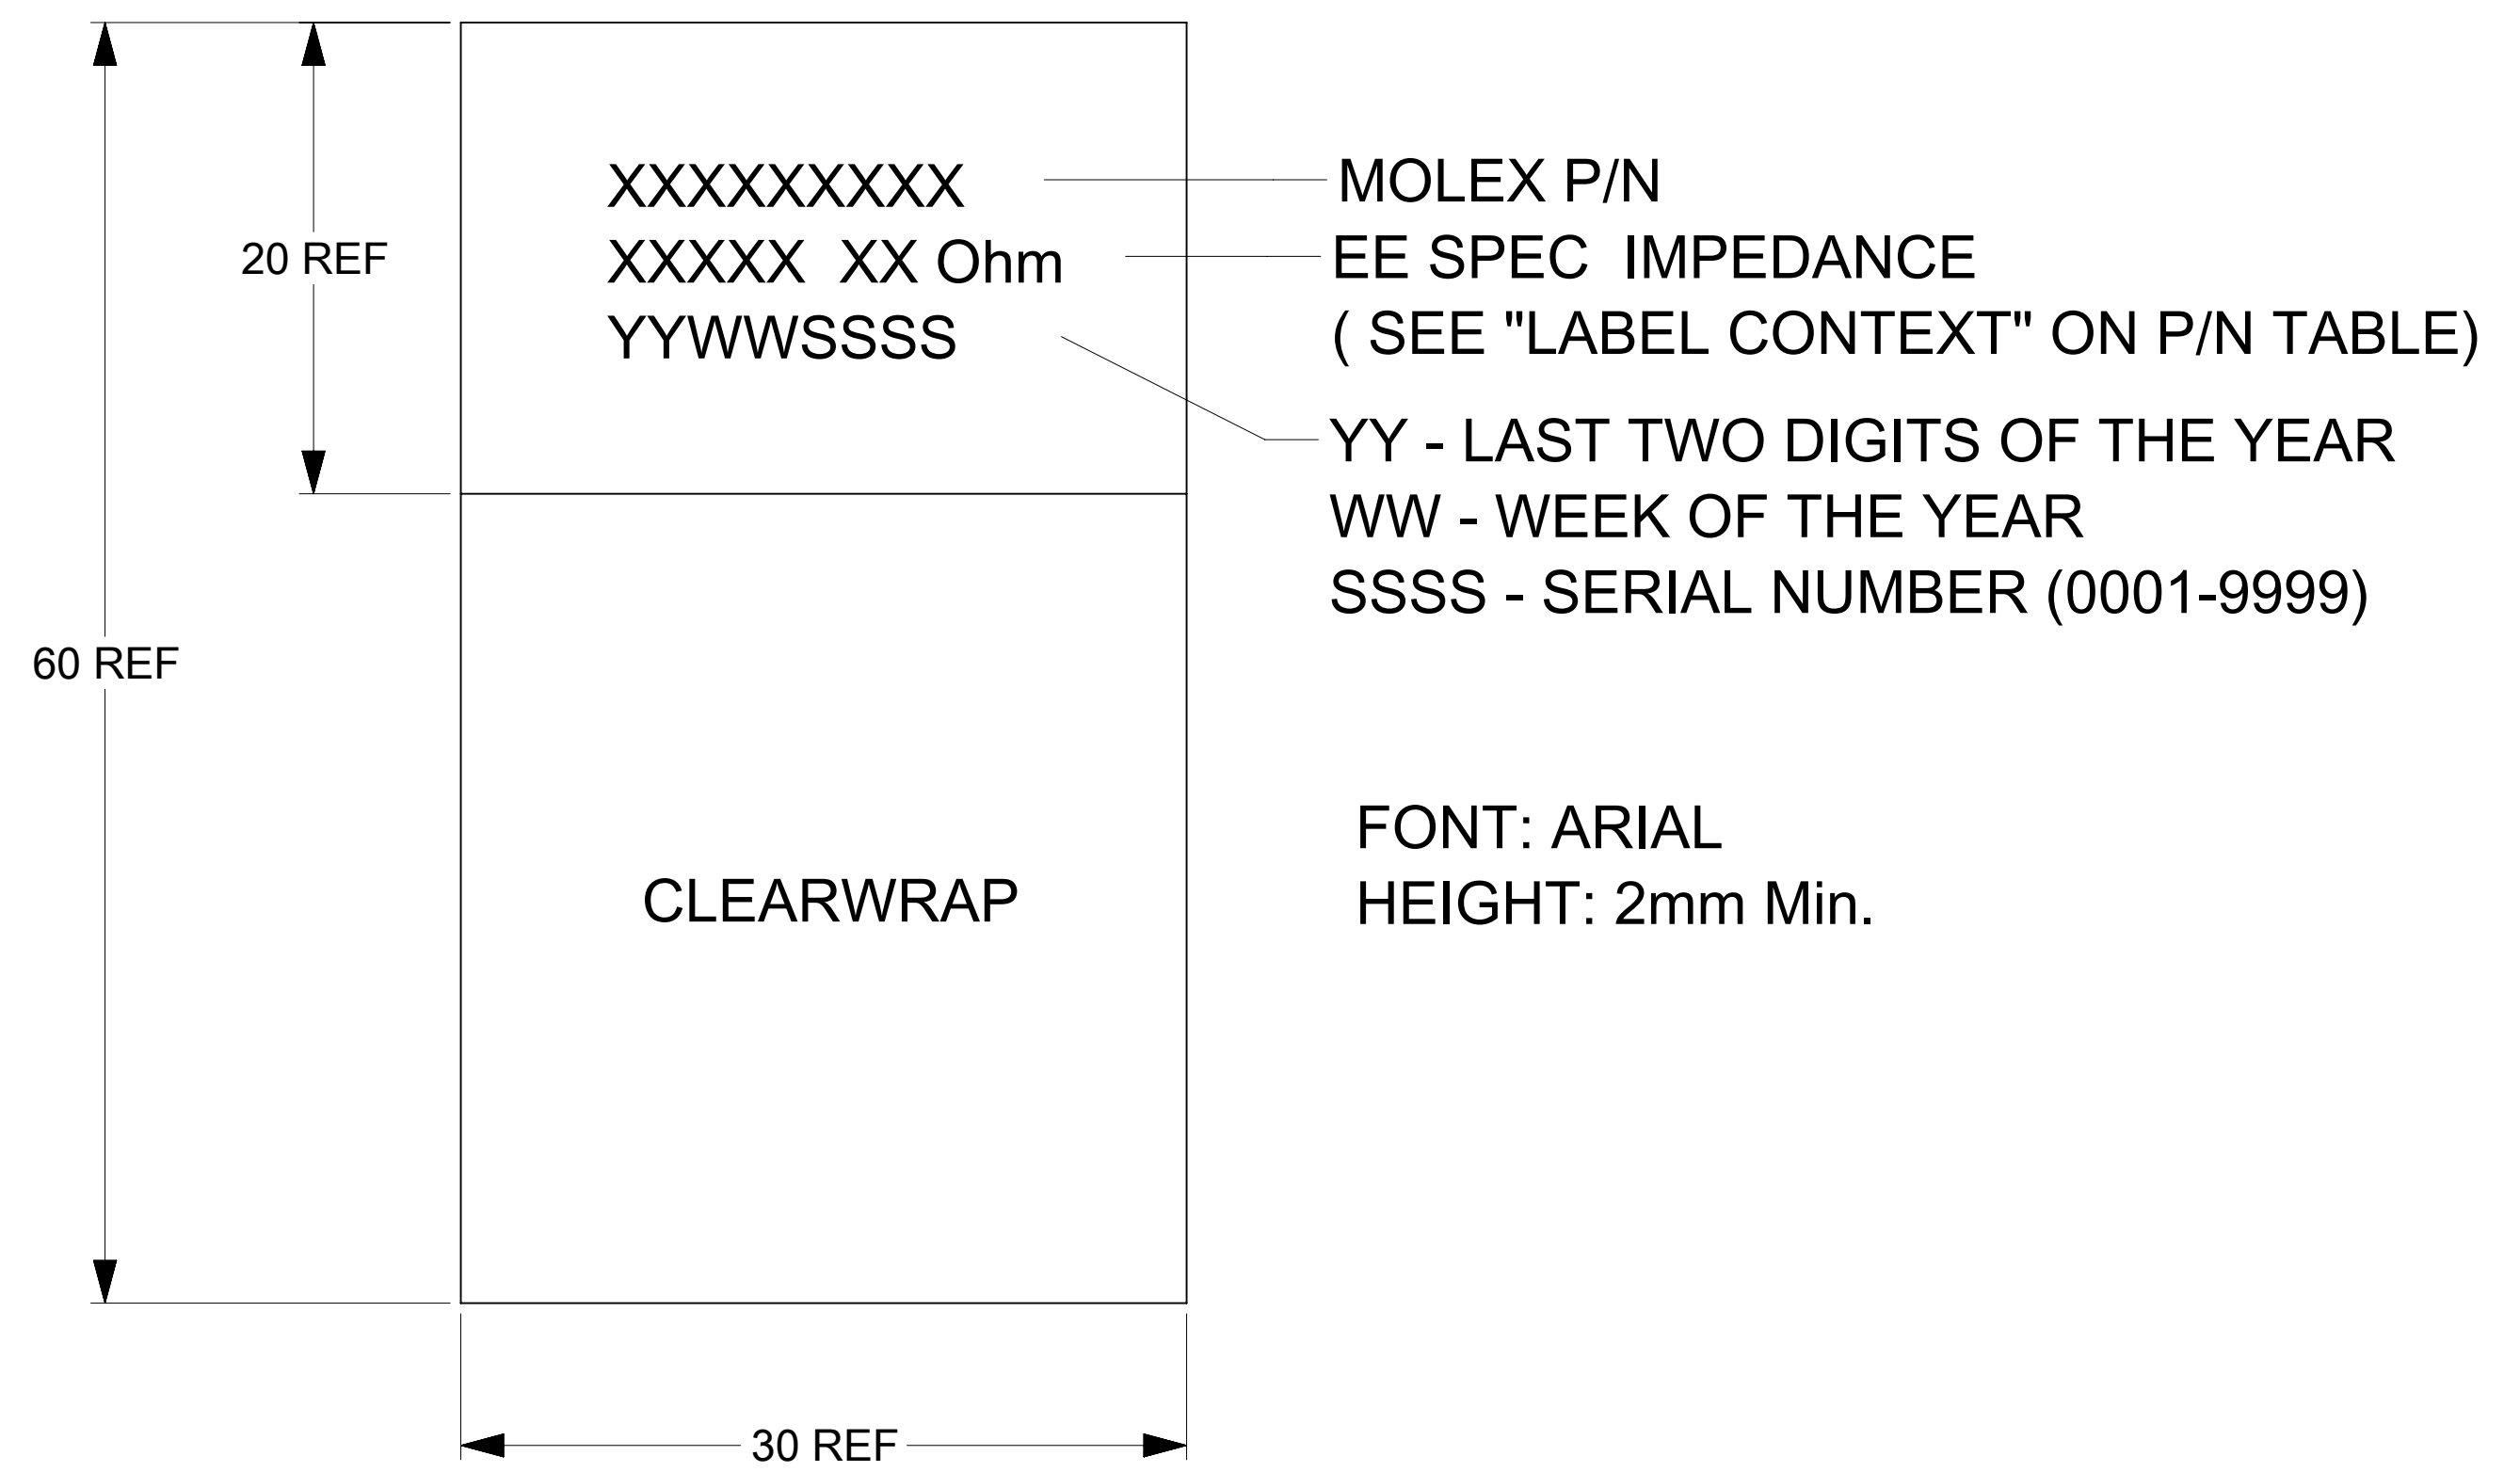 XXXXXXXXX
XXXXX  XX Ohm
YYWWSSSS
MOLEX P/N
EE SPEC  IMPEDANCE
( SEE "LABEL CONTEXT" ON P/N TABLE)
YY - LAST TWO DIGITS OF THE YEAR
WW - WEEK OF THE YEAR
SSSS - SERIAL NUMBER (0001-9999)
20 REF
60 REF
FONT: ARIAL
HEIGHT: 2mm Min.
CLEARWRAP
30 REF